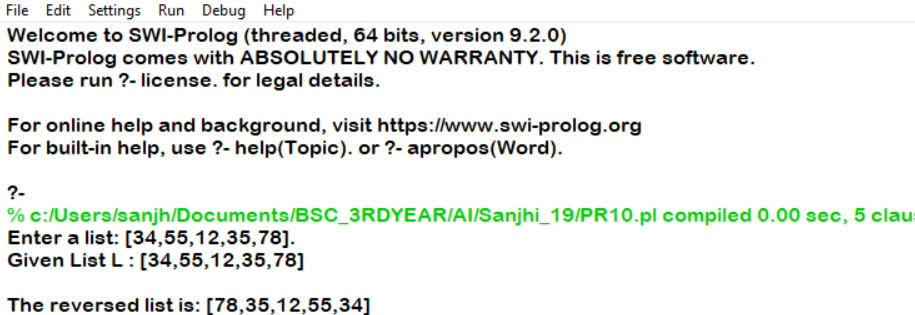 File Edit Settings Run Debug Help
Welcome to SWI-Prolog (threaded, 64 bits, version 9.2.0)
SWI-Prolog comes with ABSOLUTELY NO WARRANTY. This is free software.
Please run ?- license. for legal details.
For online help and background, visit https://www.swi-prolog.org
For built-in help, use ?- help(Topic). or ?- apropos(Word).
?-
% c:/Users/sanjh/Documents/BSC_3RDYEAR/AI/Sanjhi_19/PR10.pl compiled 0.00 sec, 5
Enter a list: [34,55,12,35,78].
Given List L : [34,55,12,35,78]
The reversed list is: [78,35,12,55,34]